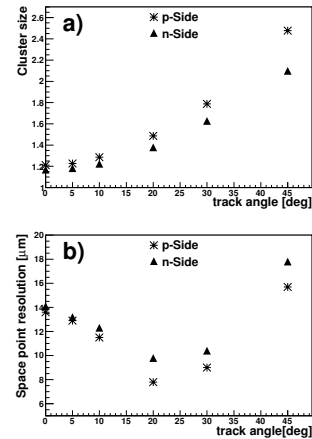 a)
p-Side
n-Side
Cluster size
2.6
2.4
2.2
2
1.8
1.6
1.4
1.2
1
0 5 10 15 20 25 30 35 40 45
track angle [deg]
b)
p-Side
n-Side
Space point resolution [μm]
20
18
16
14
12
10
8
6
0 5 10 15 20 25 30 35 40 45
track angle[deg]